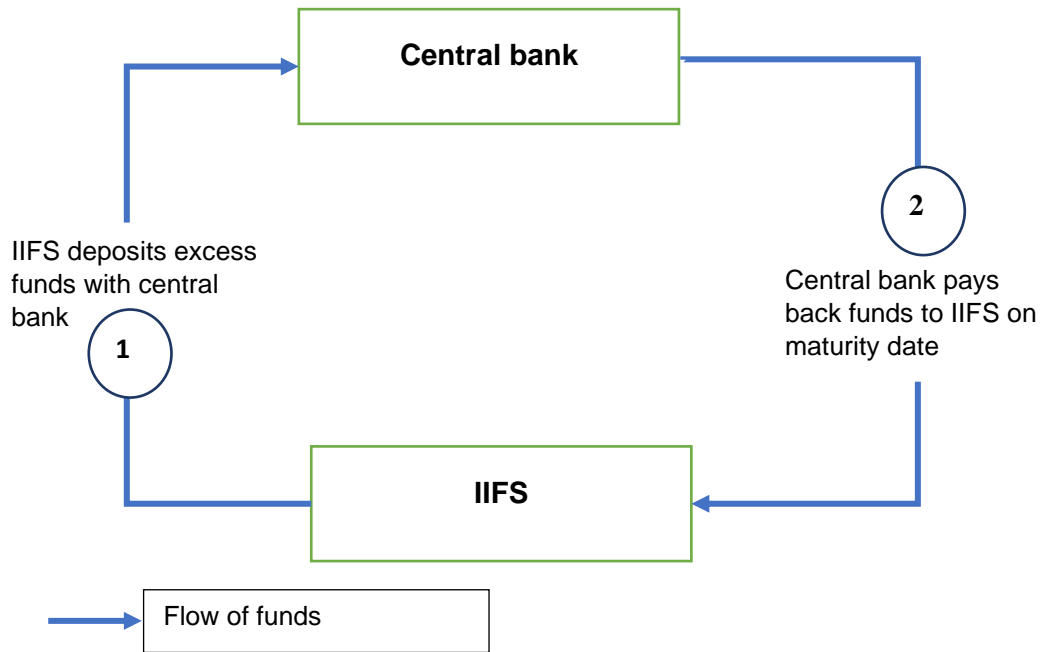 Central bank
2
IIFS deposits excess
funds with central
bank
Central bank pays
back funds to IIFS on
maturity date
1
IIFS
Flow of funds